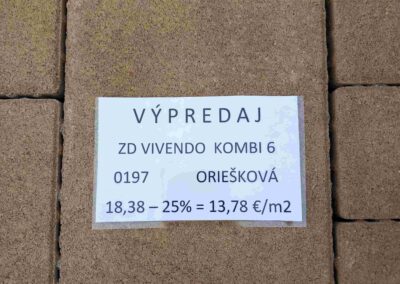 VÝPREDAJ
ZD VIVENDO KOMBI 6
0197 ORIEŠKOVÁ
18,38 – 25% = 13,78 €/m2